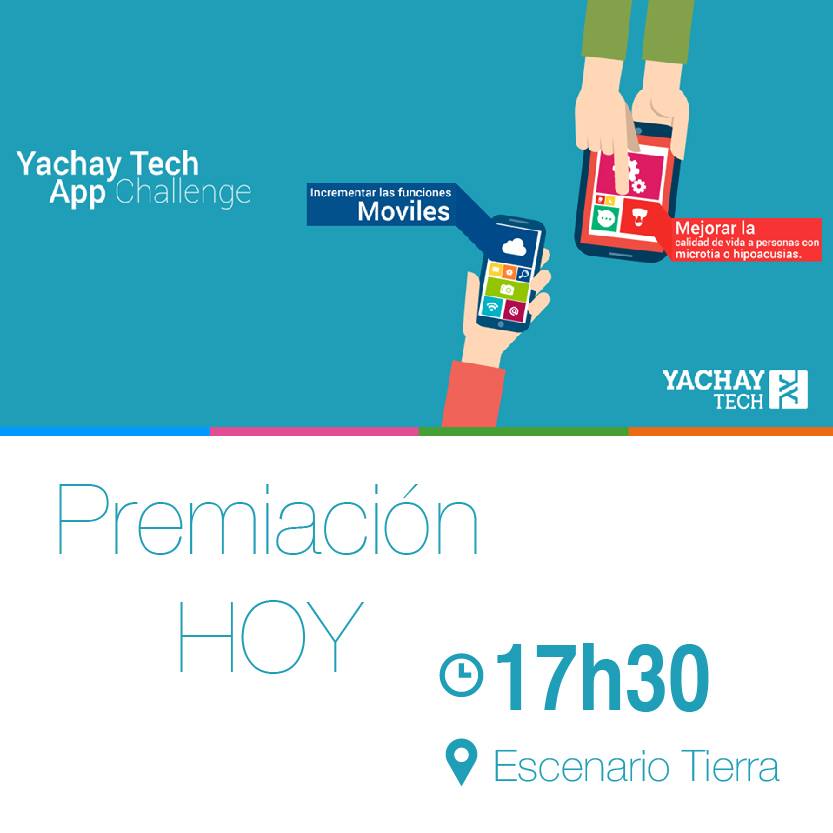 Yachay Tech
App Challenge
Incrementar las funciones
Moviles
Mejorar la
calidad de vida a personas con
microtia o hipoacusias.
YACHAY
TECH
Premiación
HOY
17h30
Escenario Tierra